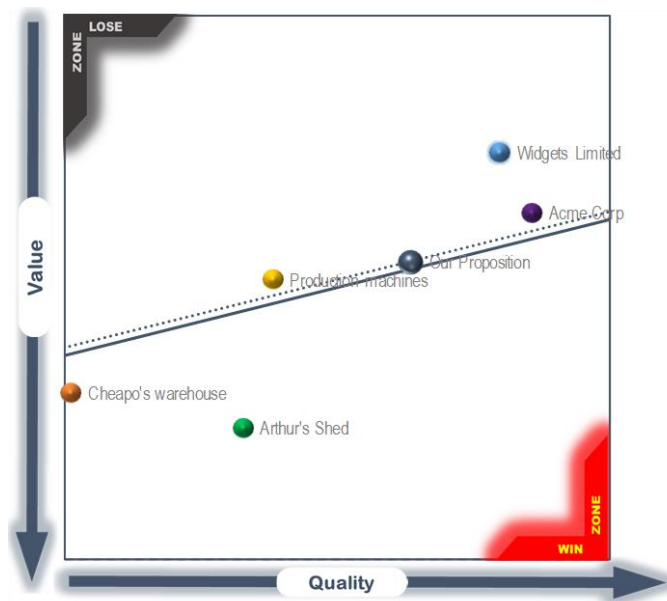 LOSE
ZONE
Widgets Limited
Acme Corp
Our Proposition
Production machines
Value
Cheapo's warehouse
Arthur's Shed
ZONE
WIN
Quality